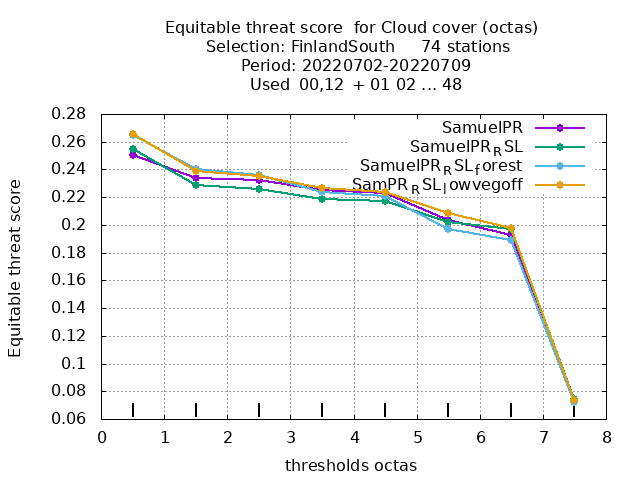 Equitable threat score  for Cloud cover (octas)
Selection: FinlandSouth     74 stations
Period: 20220702-20220709
Used  00,12  + 01 02 ... 48
SamuelPR
SamuelPR_RSL
SamuelPR_RSL_forest
SamPR_RSL_lowvegoff
Equitable threat score
0.28
0.26
0.24
0.22
0.2
0.18
0.16
0.14
0.12
0.1
0.08
0.06
0 1 2 3 4 5 6 7 8
thresholds octas